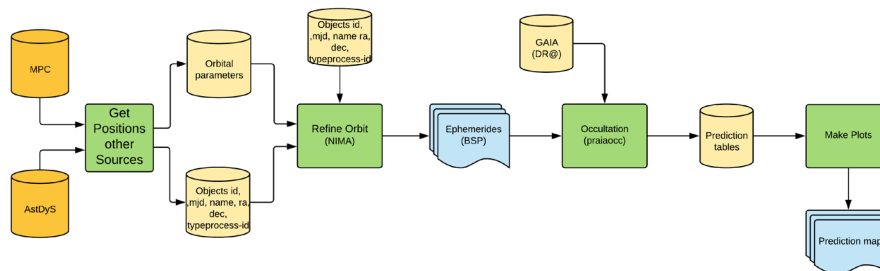 MPC
AstDyS
Get
Positions
other
Sources
Orbital
parameters
Objects id,
,mjd, name, ra,
dec,
typeprocess-id
Objects id,
,mjd, name ra,
dec,
typeprocess-id
Refine Orbit
(NIMA)
Ephemerides
(BSP)
GAIA
(DR@)
Occultation
(praiaocc)
Prediction
tables
Make Plots
Prediction map